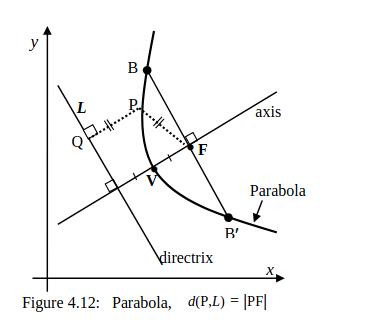 y
B
L
P
axis
Q
F
V
Parabola
B′
directrix
x
Figure 4.12: Parabola, d(P,L) = |PF|